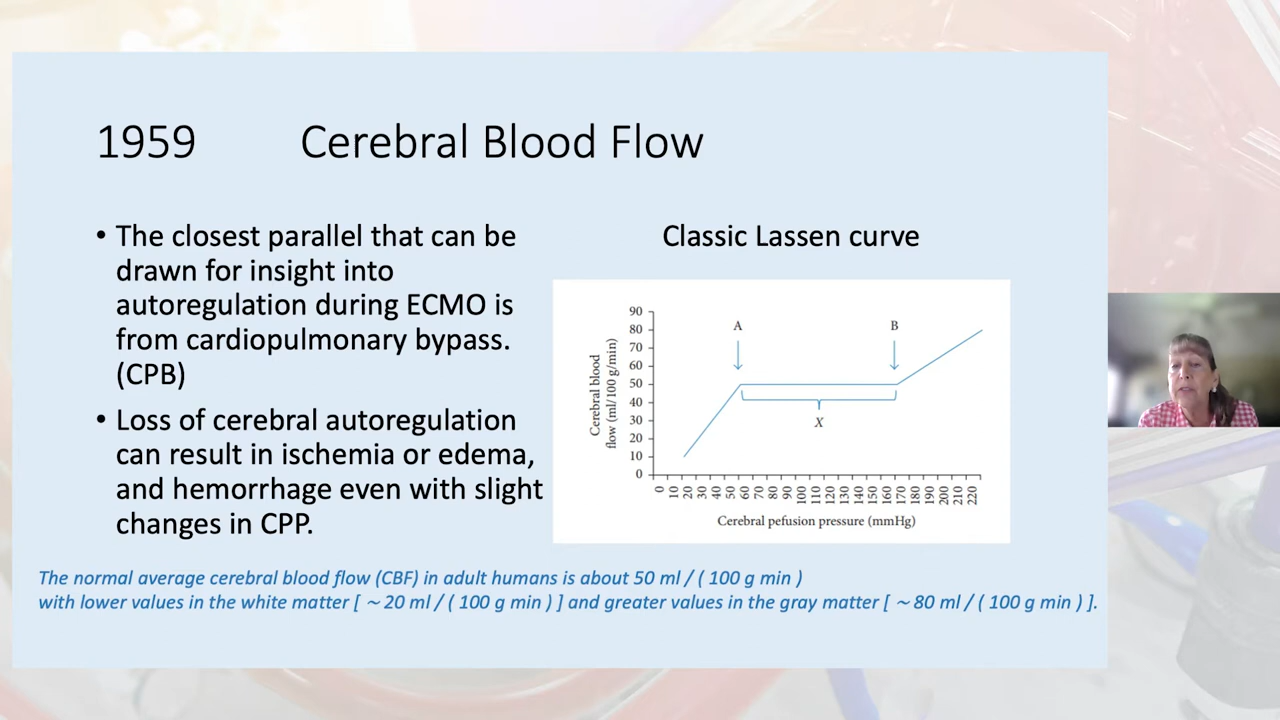 1959 Cerebral Blood Flow
• The closest parallel that can be
drawn for insight into
autoregulation during ECMO is
from cardiopulmonary bypass.
(CPB)
• Loss of cerebral autoregulation
can result in ischemia or edema,
and hemorrhage even with slight
changes in CPP.
Classic Lassen curve
Cerebral blood
flow (ml/100 g/min)
90
80
70
60
50
40
30
20
10
0
A
B
X
0 10 20 30 40 50 60 70 80 90 100 110 120 130 140 150 160 170 180 190 200 210 220
Cerebral pefusion pressure (mmHg)
The normal average cerebral blood flow (CBF) in adult humans is about 50 ml / ( 100 g min )
with lower values in the white matter [ ~ 20 ml / ( 100 g min ) ] and greater values in the gray matter [ ~ 80 ml / ( 100 g min ) ].